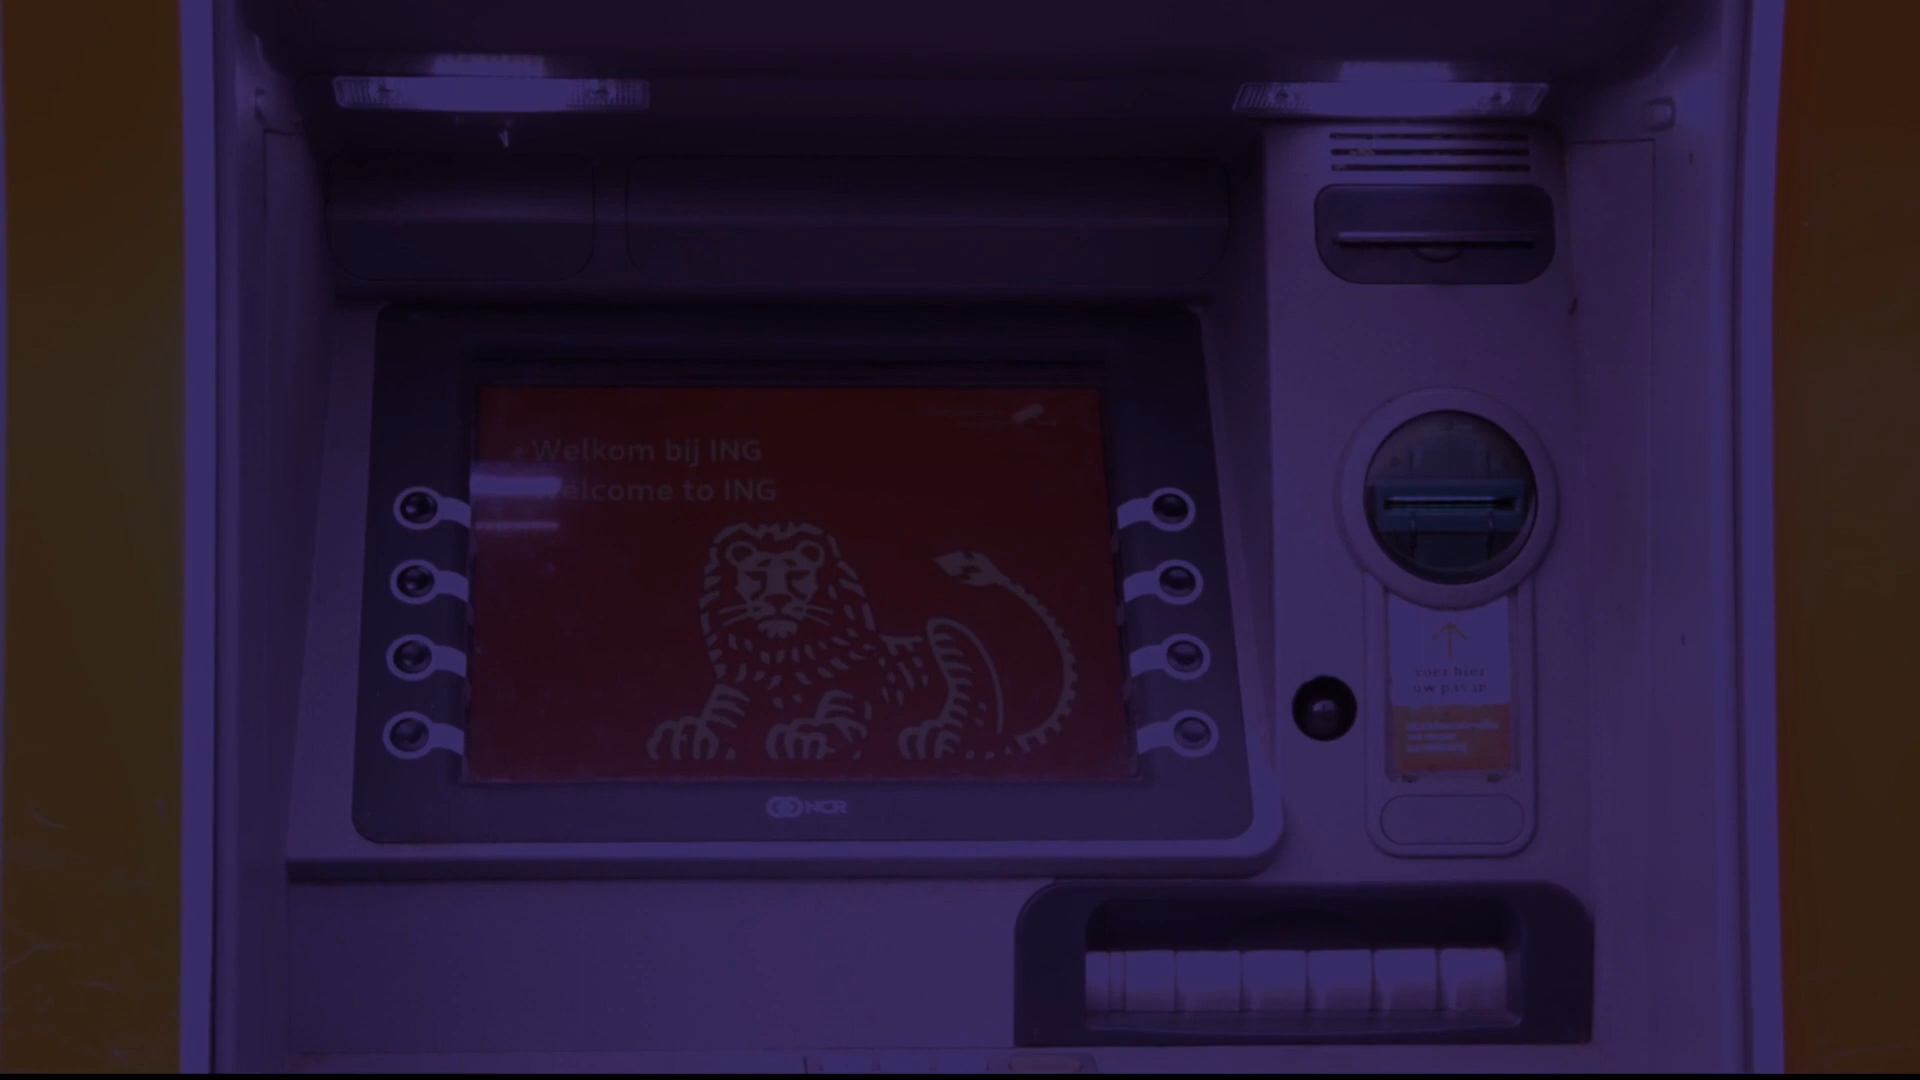 Welkom bij ING
Welcome to ING
NCR
voer hier
uw pas in